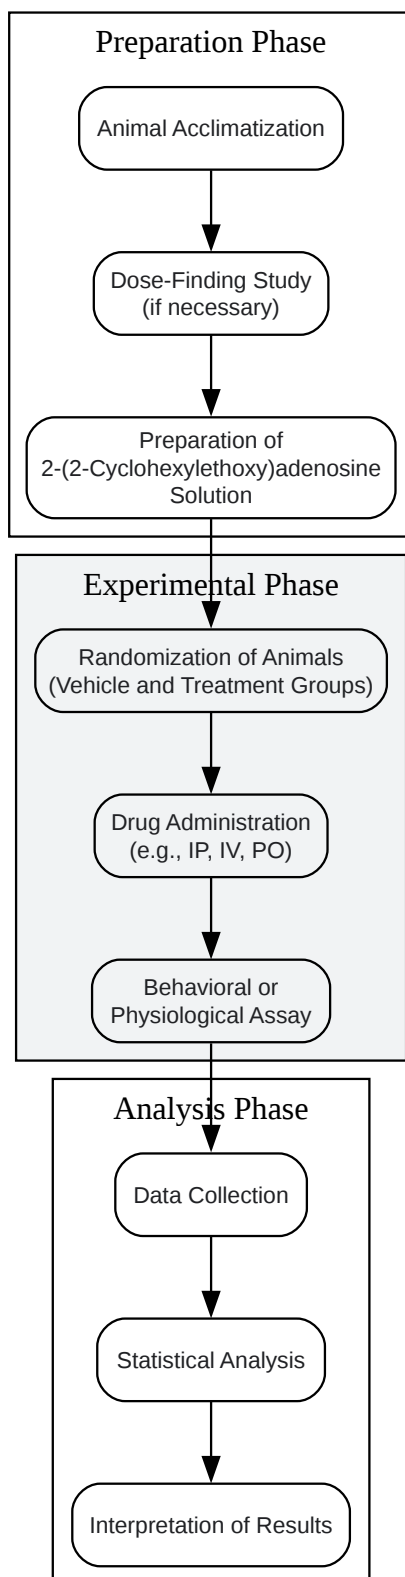 Preparation Phase
Animal Acclimatization
Dose-Finding Study
(if necessary)
Preparation of
2-(2-Cyclohexylethoxy)adenosine
Solution
Experimental Phase
Randomization of Animals
(Vehicle and Treatment Groups)
Drug Administration
(e.g., IP, IV, PO)
Behavioral or
Physiological Assay
Analysis Phase
Data Collection
Statistical Analysis
Interpretation of Results